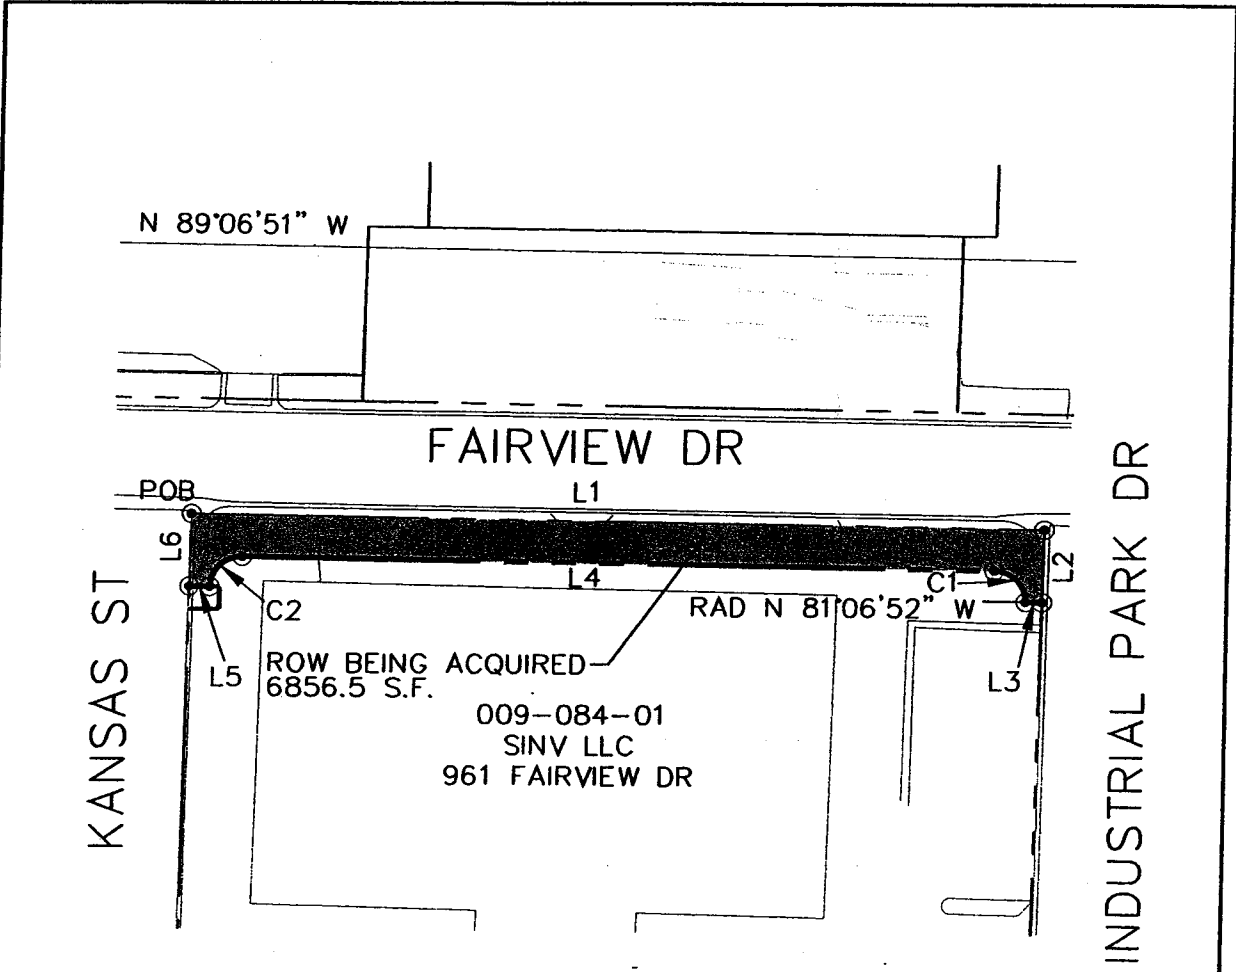 N 89°06'51" W
FAIRVIEW DR
POB
L1
L6
L2
L4
C1
RAD N 81°06'52" W
C2
L5
L3
ROW BEING ACQUIRED
6856.5 S.F.
009-084-01
SINV LLC
961 FAIRVIEW DR
KANSAS ST
INDUSTRIAL PARK DR